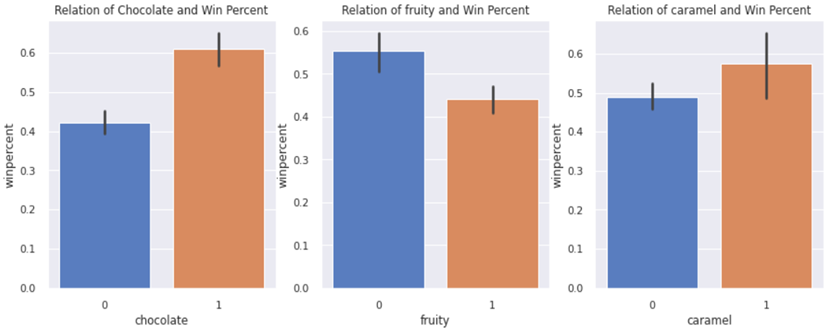 Relation of Chocolate and Win Percent
winpercent
0.6
0.5
0.4
0.3
0.2
0.1
0.0
0 1
chocolate
Relation of fruity and Win Percent
winpercent
0.6
0.5
0.4
0.3
0.2
0.1
0.0
0 1
fruity
Relation of caramel and Win Percent
winpercent
0.6
0.5
0.4
0.3
0.2
0.1
0.0
0 1
caramel